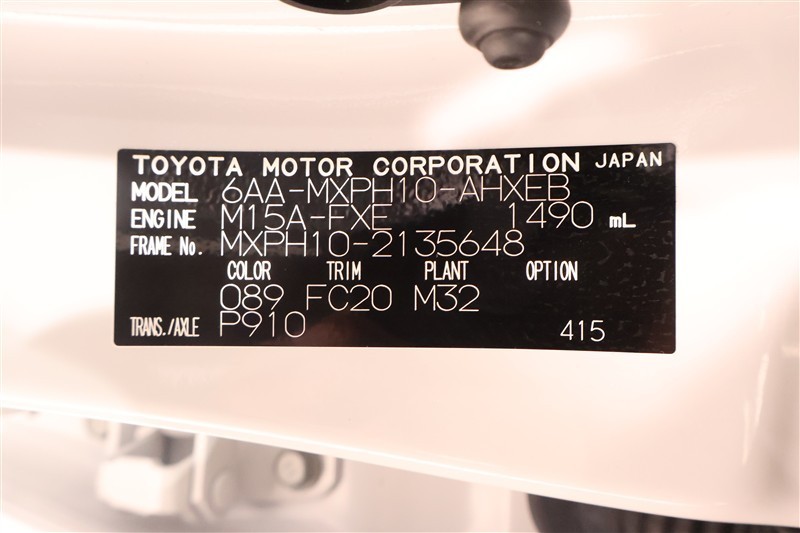 TOYOTA MOTOR CORPORATION JAPAN
MODEL 6AA-MXPH10-AHXEB
ENGINE M15A-FXE 1490 mL
FRAME No. MXPH10-2135648
COLOR TRIM PLANT OPTION
089 FC20 M32
TRANS./AXLE P910 415